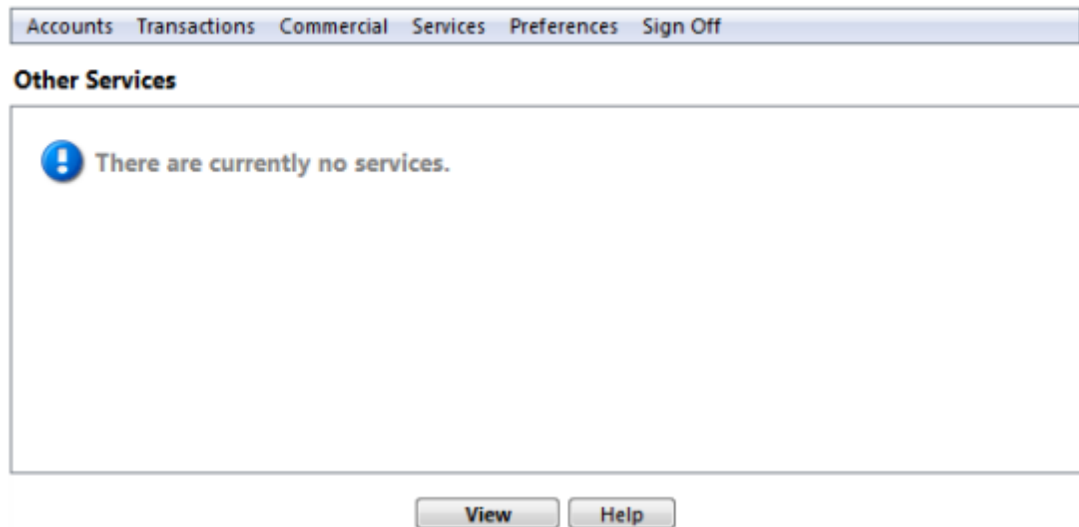 Accounts Transactions Commercial Services Preferences Sign Off
Other Services
There are currently no services.
View Help